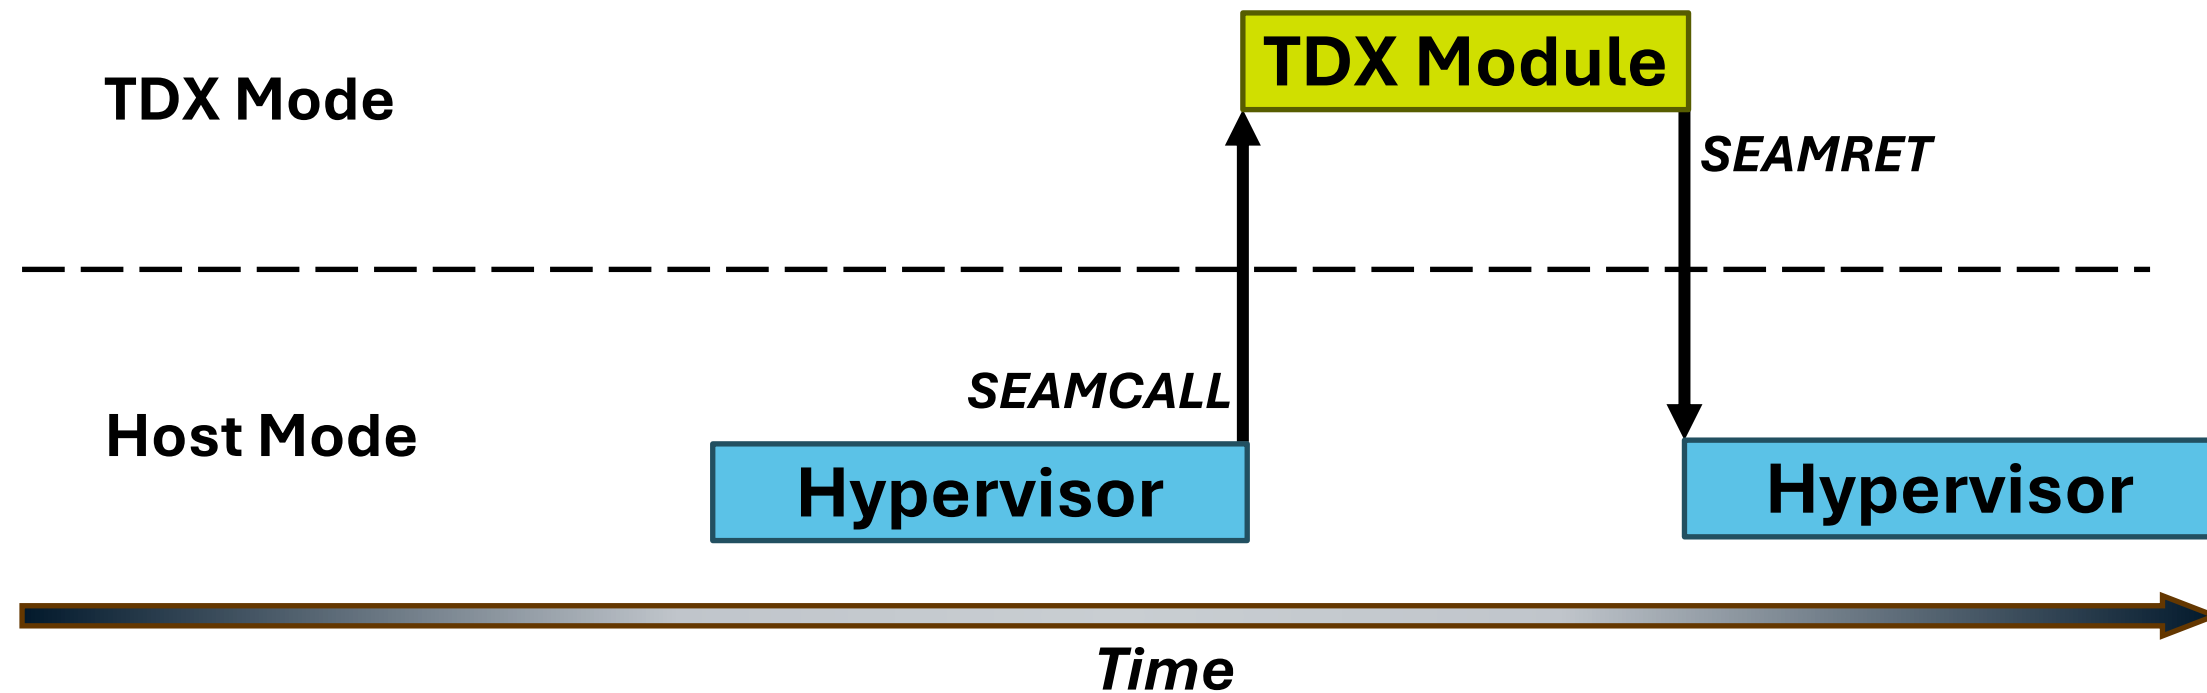 TDX Module
TDX Mode
SEAMRET
SEAMCALL
Host Mode
Hypervisor
Hypervisor
Time